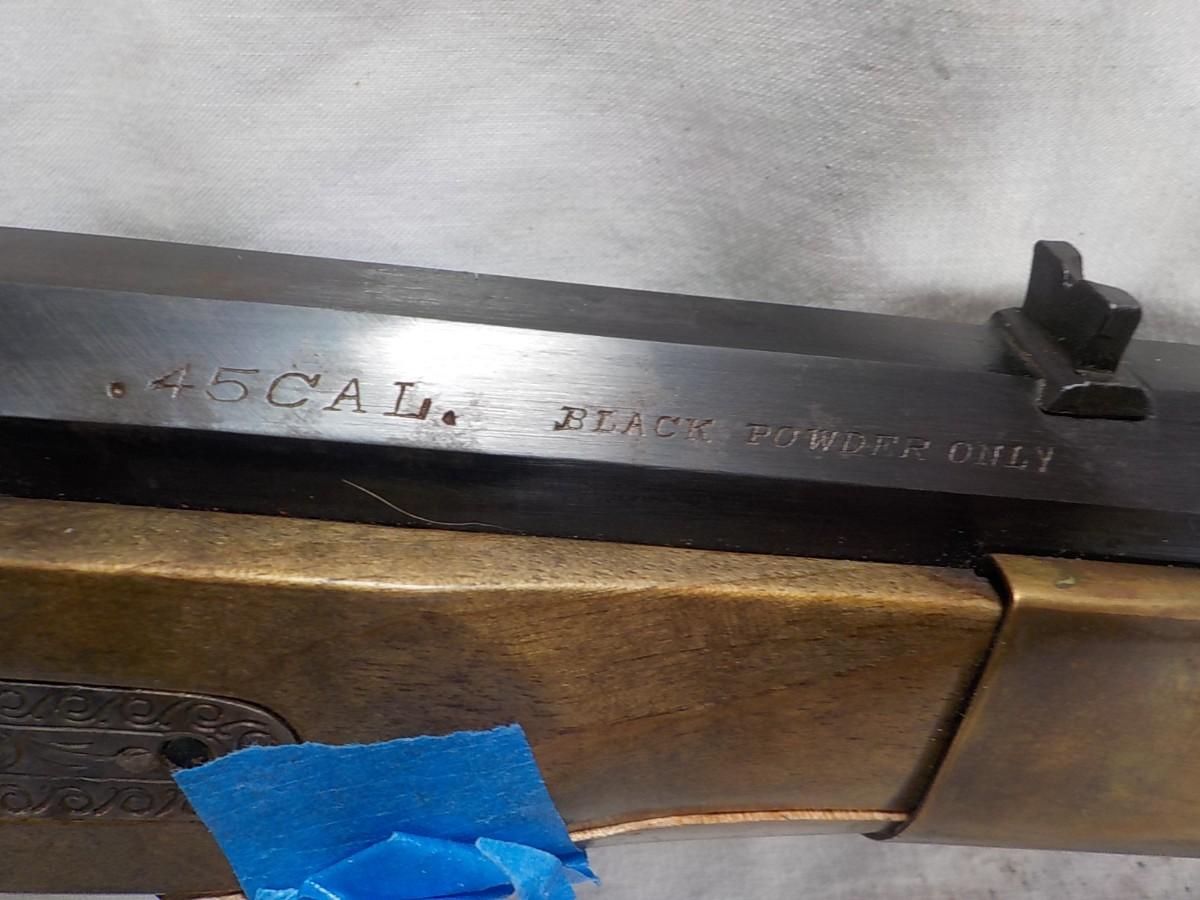 .45CAL. BLACK POWDER ONLY